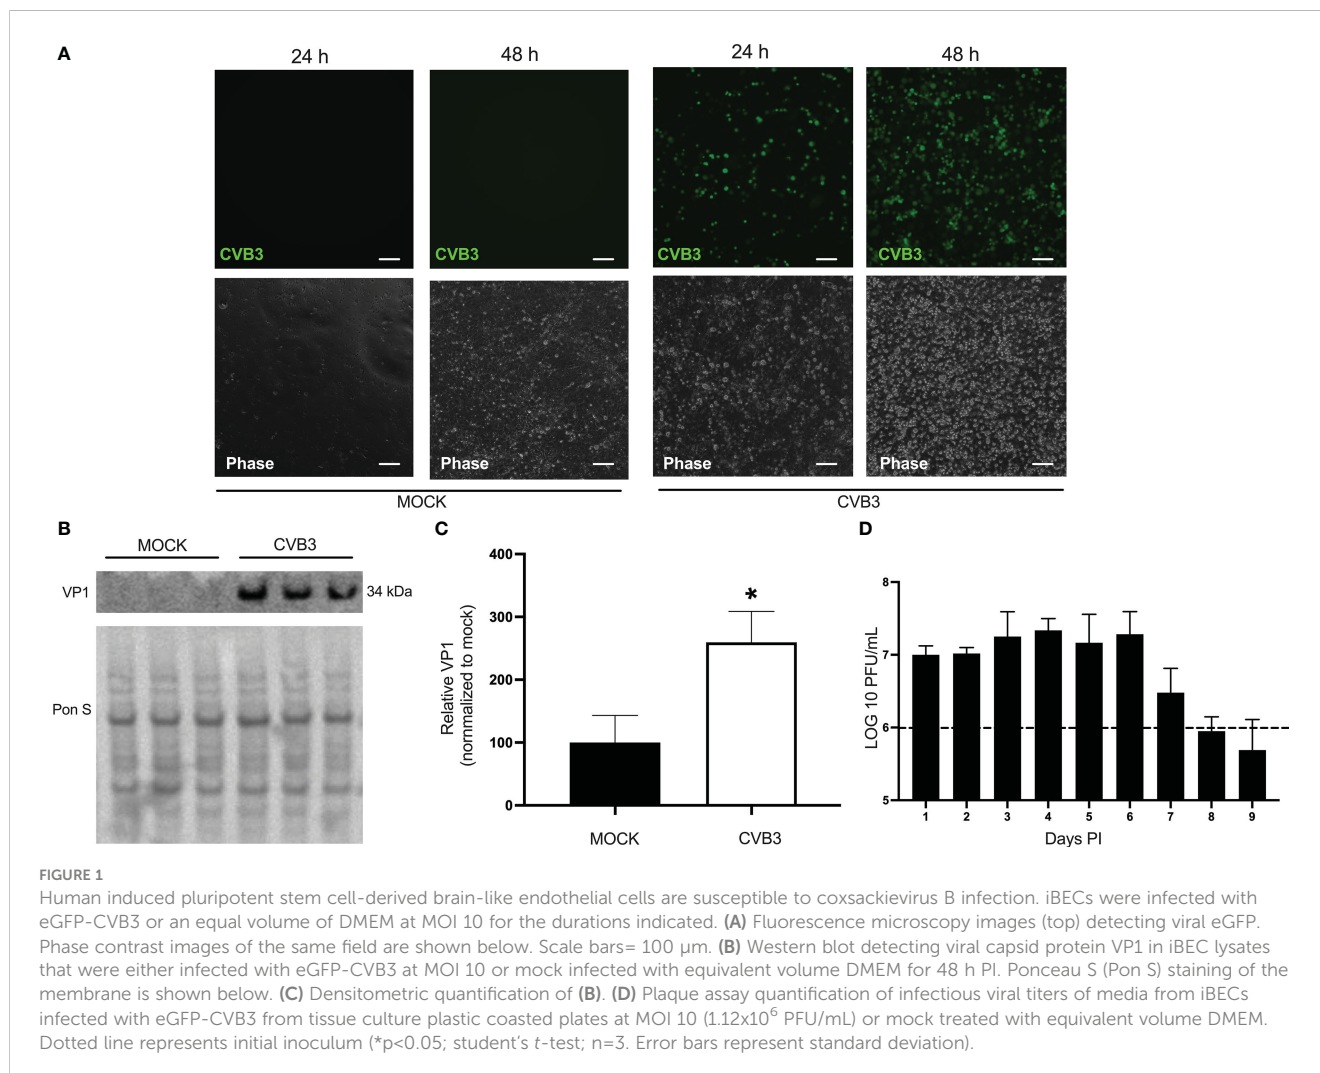 A
24 h
48 h
24 h
48 h
CVB3
CVB3
CVB3
CVB3
Phase
Phase
Phase
Phase
MOCK
CVB3
B
MOCK
CVB3
VP1
34 kDa
Pon S
C
Relative VP1
(nornmalized to mock)
400
300
200
100
0
*
MOCK
CVB3
D
LOG 10 PFU/mL
8
7
6
5
1 2 3 4 5 6 7 8 9
Days PI
FIGURE 1
Human induced pluripotent stem cell-derived brain-like endothelial cells are susceptible to coxsackievirus B infection. iBECs were infected with
eGFP-CVB3 or an equal volume of DMEM at MOI 10 for the durations indicated. (A) Fluorescence microscopy images (top) detecting viral eGFP.
Phase contrast images of the same field are shown below. Scale bars= 100 µm. (B) Western blot detecting viral capsid protein VP1 in iBEC lysates
that were either infected with eGFP-CVB3 at MOI 10 or mock infected with equivalent volume DMEM for 48 h PI. Ponceau S (Pon S) staining of the
membrane is shown below. (C) Densitometric quantification of (B). (D) Plaque assay quantification of infectious viral titers of media from iBECs
infected with eGFP-CVB3 from tissue culture plastic coasted plates at MOI 10 (1.12x10⁶ PFU/mL) or mock treated with equivalent volume DMEM.
Dotted line represents initial inoculum (*p<0.05; student's t-test; n=3. Error bars represent standard deviation).